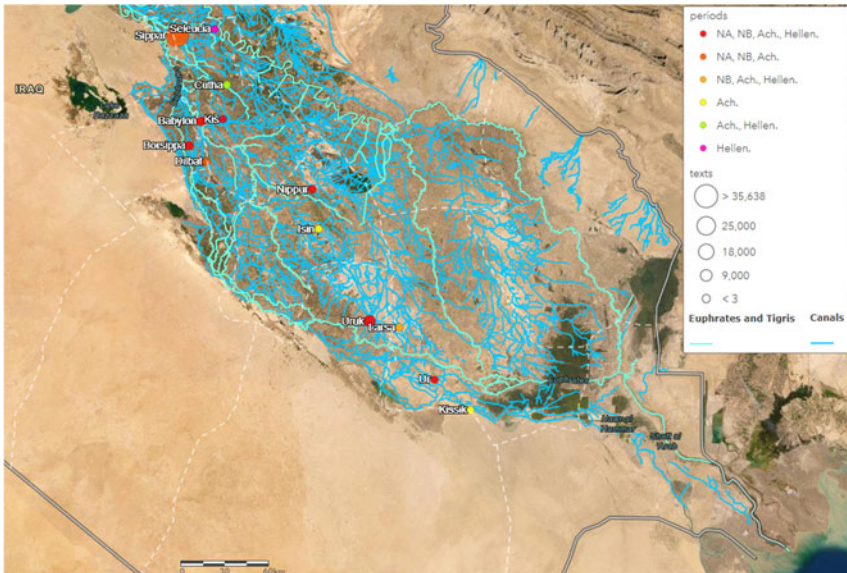 periods
NA, NB, Ach., Hellen.
NA, NB, Ach.
NB, Ach., Hellen.
Ach.
Ach., Hellen.
Hellen.
texts
> 35,638
25,000
18,000
9,000
< 3
Euphrates and Tigris Canals
Seleucia
Sippar
Cutha
IRAQ
Babylon
Kiš
Borsippa
Dilbat
Nippur
Isin
Uruk
Larsa
Ur
Kissik
Shatt al
Arab